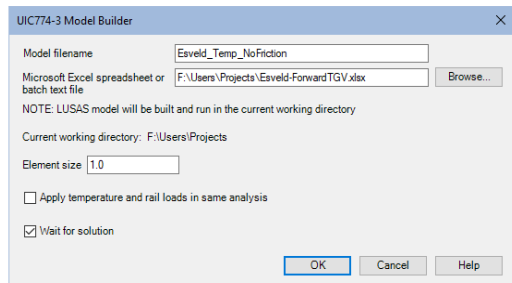 UIC774-3 Model Builder
Model filename Esveld_Temp_NoFriction
Microsoft Excel spreadsheet or batch text file F:\Users\Projects\Esveld-ForwardTGV.xlsx Browse...
NOTE: LUSAS model will be built and run in the current working directory
Current working directory: F:\Users\Projects
Element size 1.0
Apply temperature and rail loads in same analysis
Wait for solution
OK Cancel Help